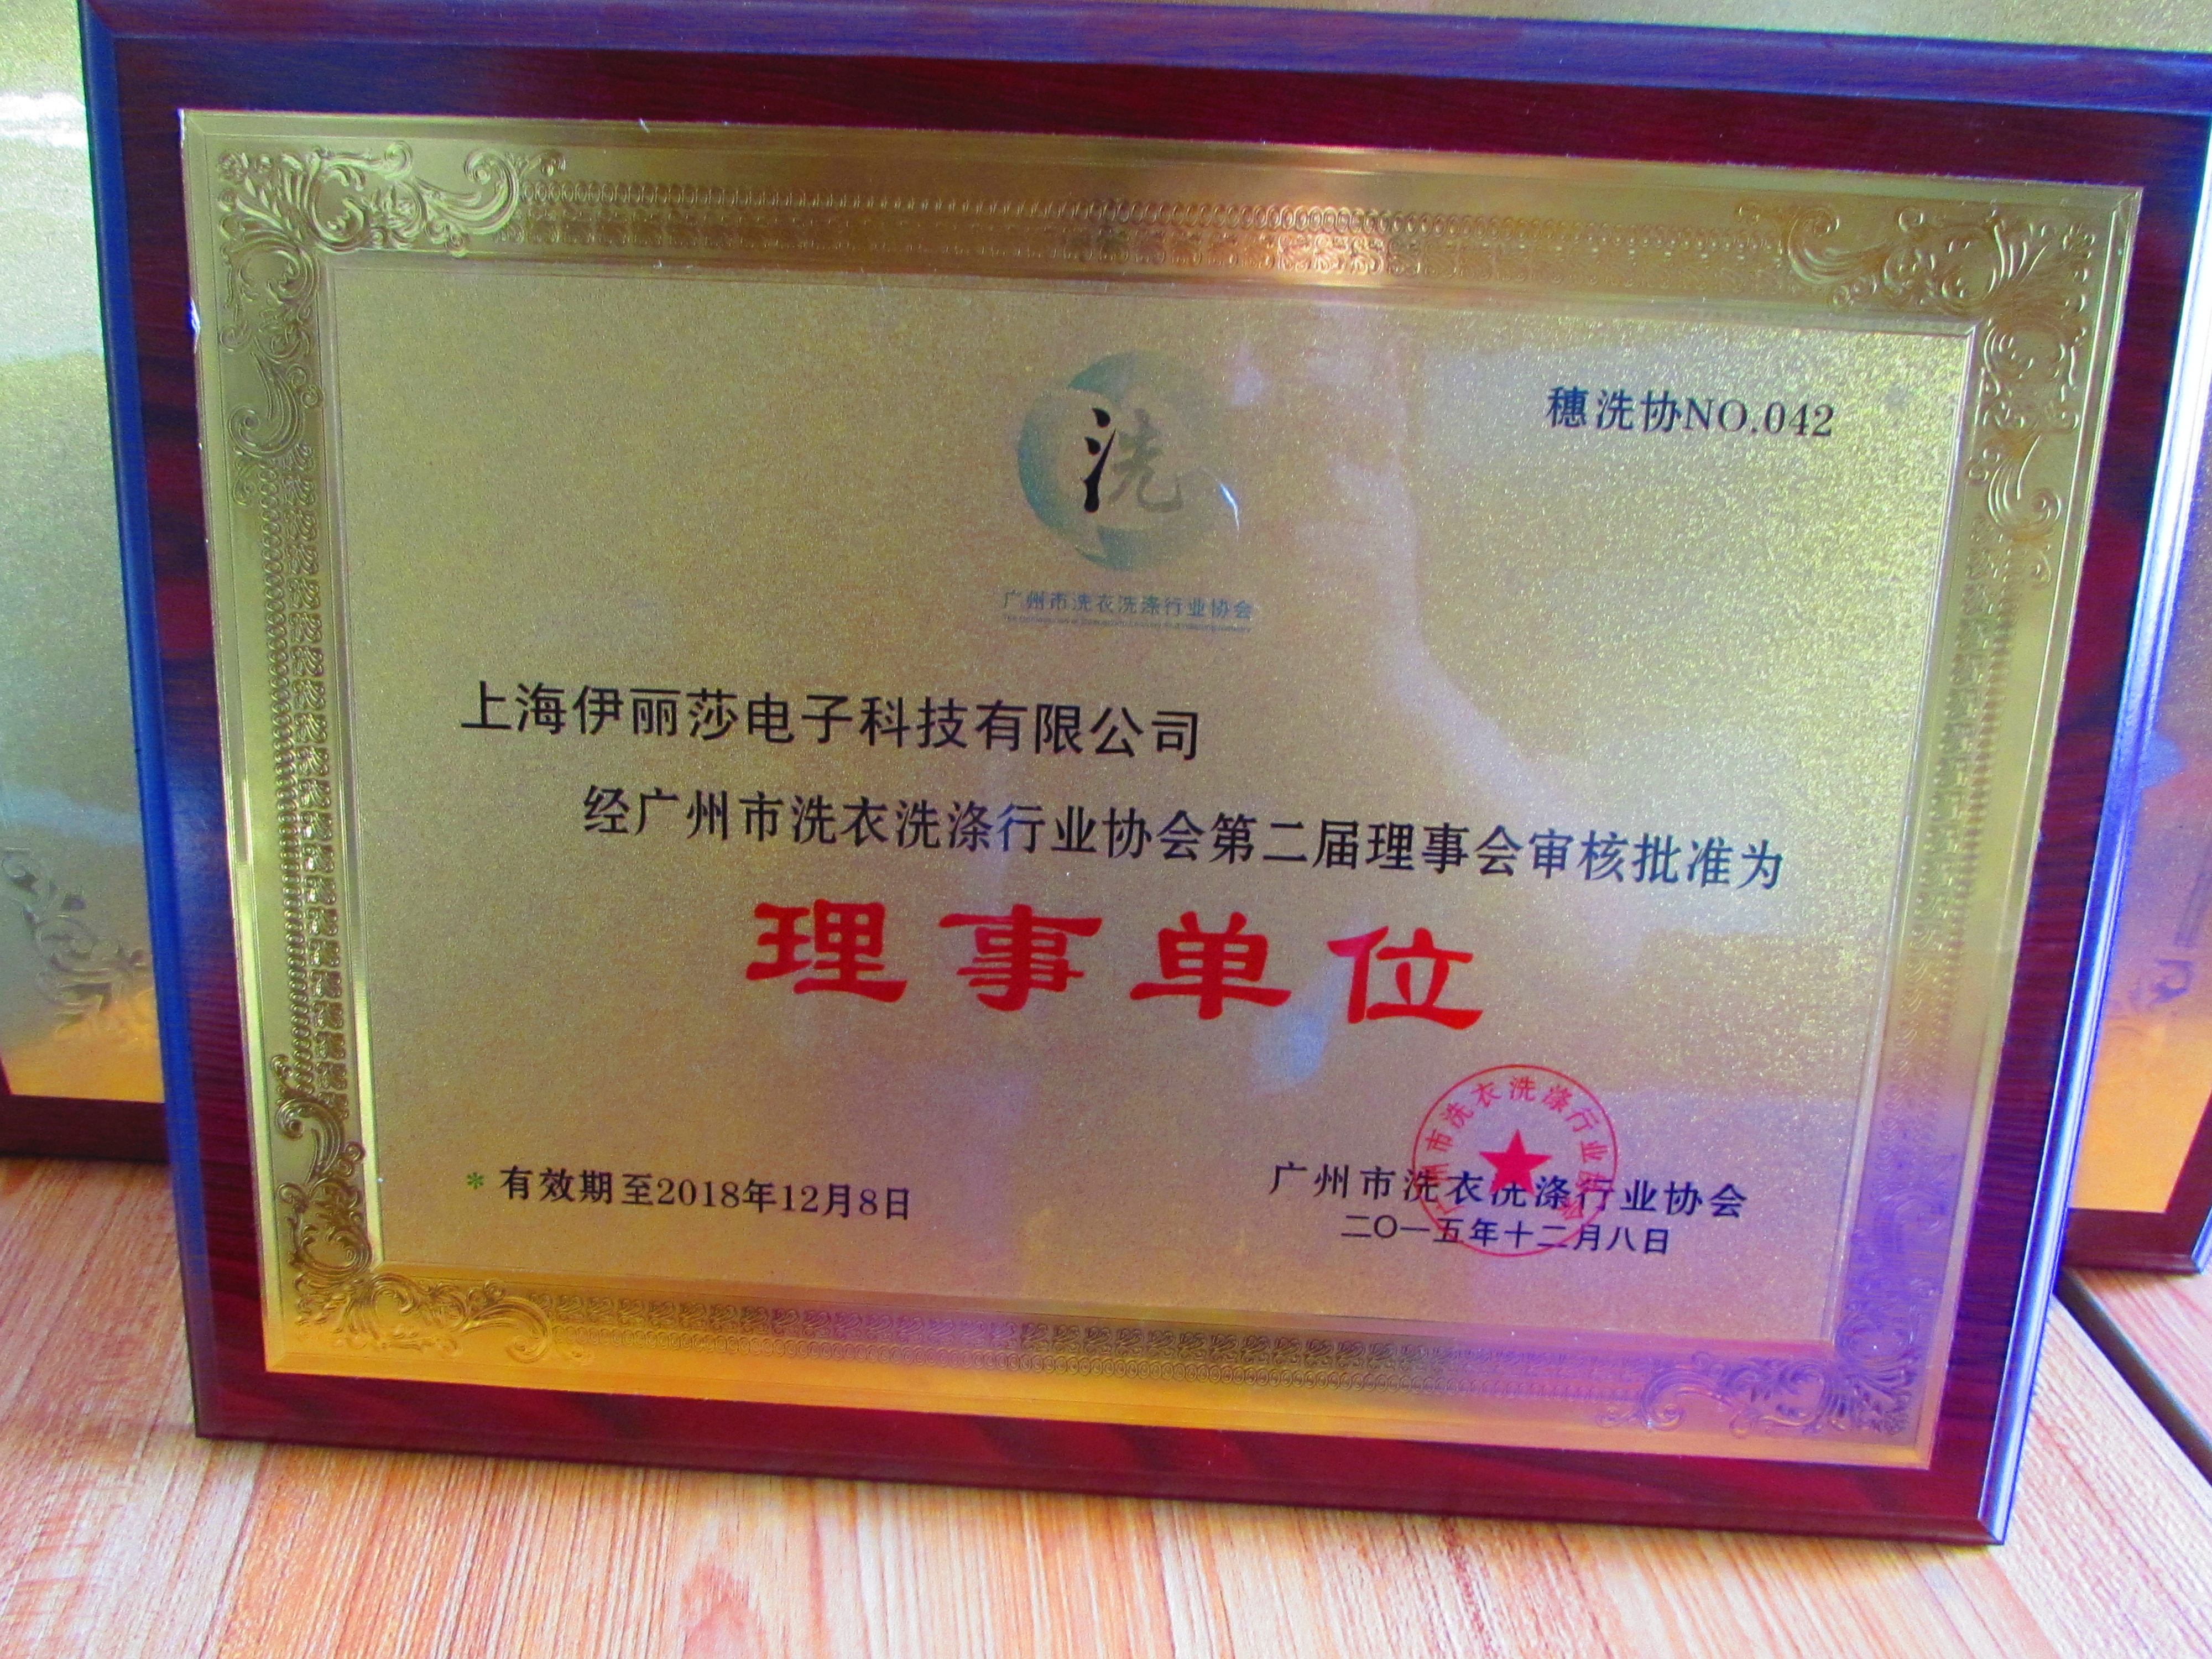 穗洗协NO.042
洗
广州市洗衣洗涤行业协会
上海伊丽莎电子科技有限公司
经广州市洗衣洗涤行业协会第二届理事会审核批准为
理事单位
* 有效期至2018年12月8日
广州市洗衣洗涤行业协会
二〇一五年十二月八日
市洗衣洗涤行业